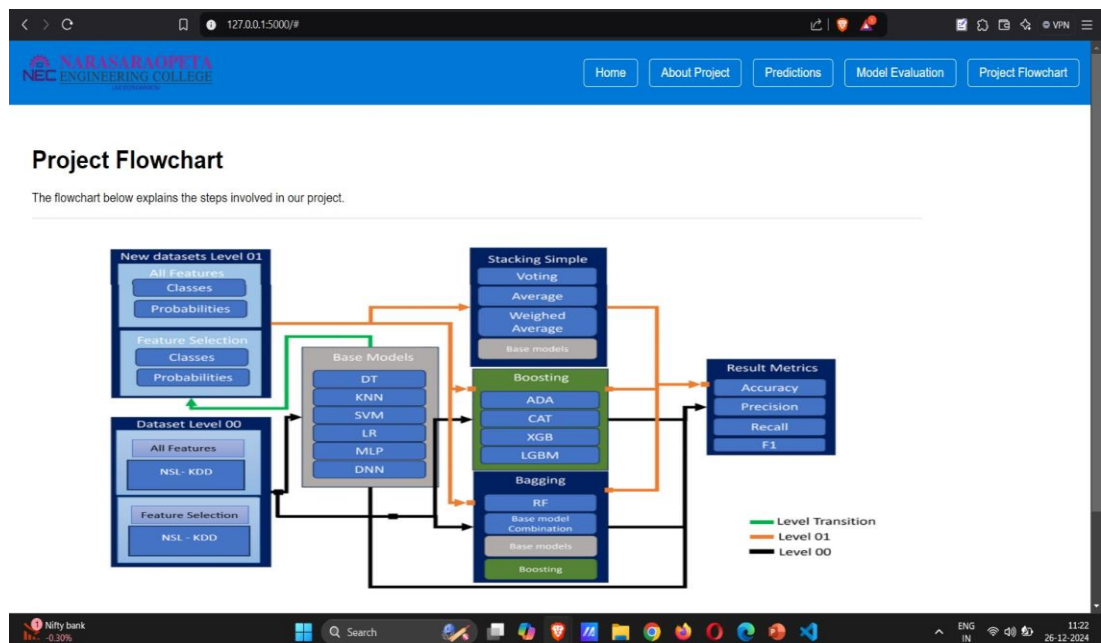 127.0.0.1:5000/#
VPN
NARASARAOPETA
NEC ENGINEERING COLLEGE
Home
About Project
Predictions
Model Evaluation
Project Flowchart
Project Flowchart
The flowchart below explains the steps involved in our project.
New datasets Level 01
All Features
Classes
Probabilities
Feature Selection
Classes
Probabilities
Dataset Level 00
All Features
NSL- KDD
Feature Selection
NSL - KDD
Base Models
DT
KNN
SVM
LR
MLP
DNN
Stacking Simple
Voting
Average
Weighed
Average
Base models
Boosting
ADA
CAT
XGB
LGBM
Bagging
RF
Base model
Combination
Base models
Boosting
Result Metrics
Accuracy
Precision
Recall
F1
Level Transition
Level 01
Level 00
1
Nifty bank
-0.30%
Search
ENG
IN
11:22
26-12-2024